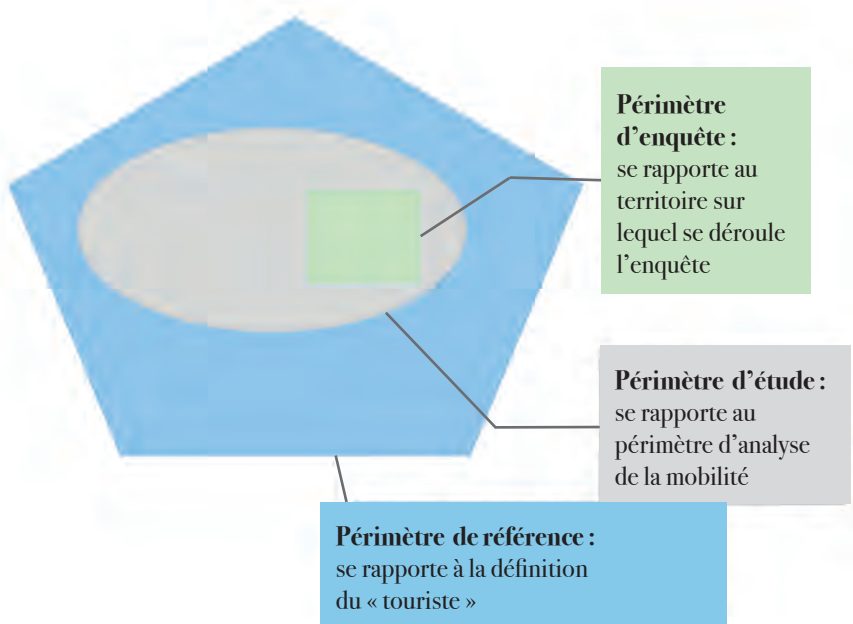 Périmètre
d’enquête :
se rapporte au
territoire sur
lequel se déroule
l’enquête
Périmètre d’étude :
se rapporte au
périmètre d’analyse
de la mobilité
Périmètre de référence :
se rapporte à la définition
du « touriste »